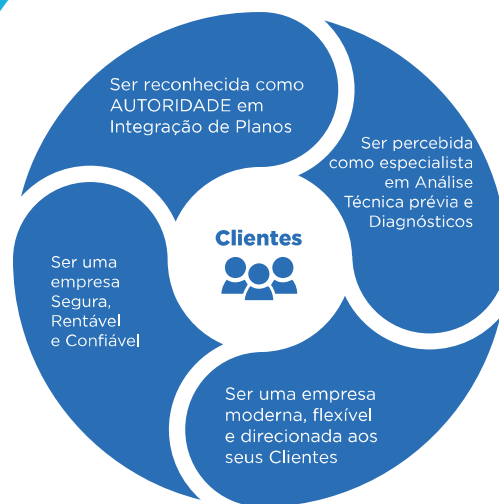 Ser reconhecida como
AUTORIDADE em
Integração de Planos
Ser percebida
como especialista
em Análise
Técnica prévia e
Diagnósticos
Clientes
Ser uma
empresa
Segura,
Rentável
e Confiável
Ser uma empresa
moderna, flexível
e direcionada aos
seus Clientes